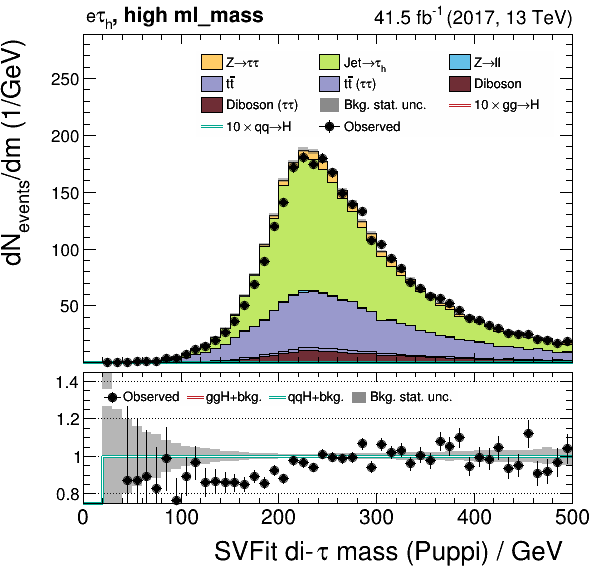 eτh, high ml_mass 41.5 fb⁻¹ (2017, 13 TeV)
dNevents/dm (1/GeV)
250
200
150
100
50
Z→ττ Jet→τh Z→ll
tt̄ tt̄ (ττ) Diboson
Diboson (ττ) Bkg. stat. unc. 10 × gg→H
10 × qq→H Observed
1.4
1.2
1
0.8
Observed ggH+bkg. qqH+bkg. Bkg. stat. unc.
0 100 200 300 400 500
SVFit di-τ mass (Puppi) / GeV